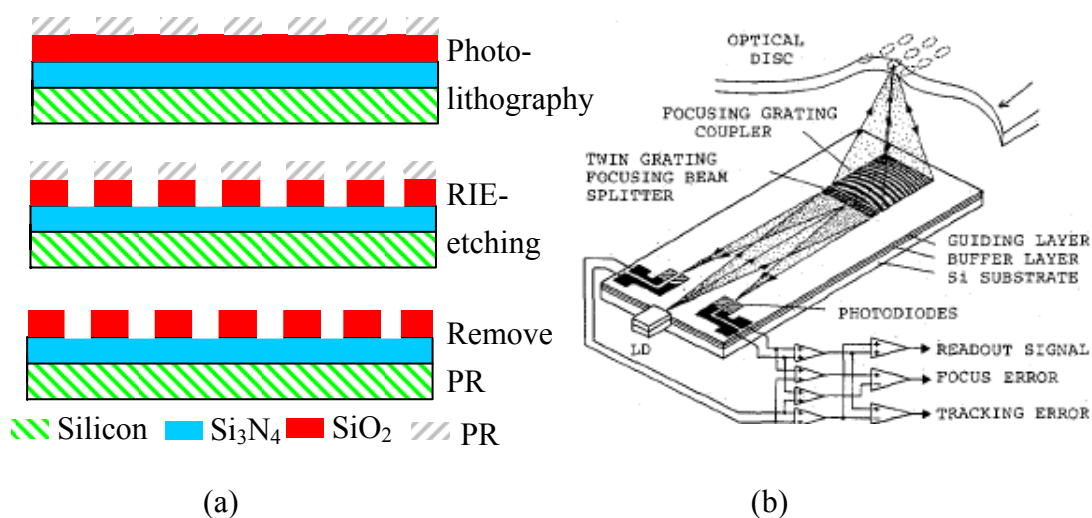 Photo-
lithography
RIE-
etching
Remove
PR
Silicon Si₃N₄ SiO₂ PR
(a)
OPTICAL
DISC
FOCUSING GRATING
COUPLER
TWIN GRATING
FOCUSING BEAM
SPLITTER
GUIDING LAYER
BUFFER LAYER
Si SUBSTRATE
PHOTODIODES
LD
READOUT SIGNAL
FOCUS ERROR
TRACKING ERROR
(b)